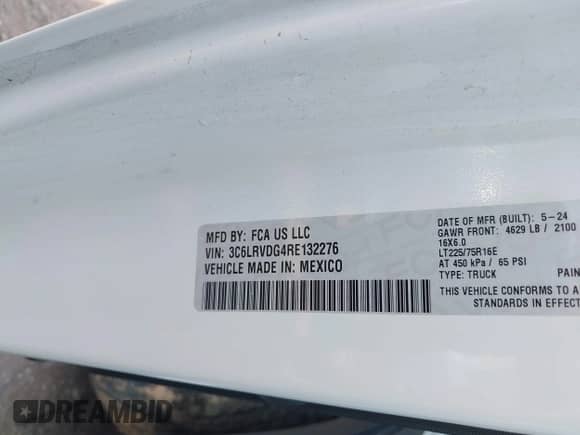 MFD BY: FCA US LLC
VIN: 3C6LRVDG4RE132276
VEHICLE MADE IN: MEXICO
DATE OF MFR (BUILT): 5-24
GAWR FRONT: 4629 LB / 2100
16X6.0
LT225/75R16E
AT 450 kPa / 65 PSI
TYPE: TRUCK PAIN
THIS VEHICLE CONFORMS TO A
STANDARDS IN EFFECT
DREAMBID